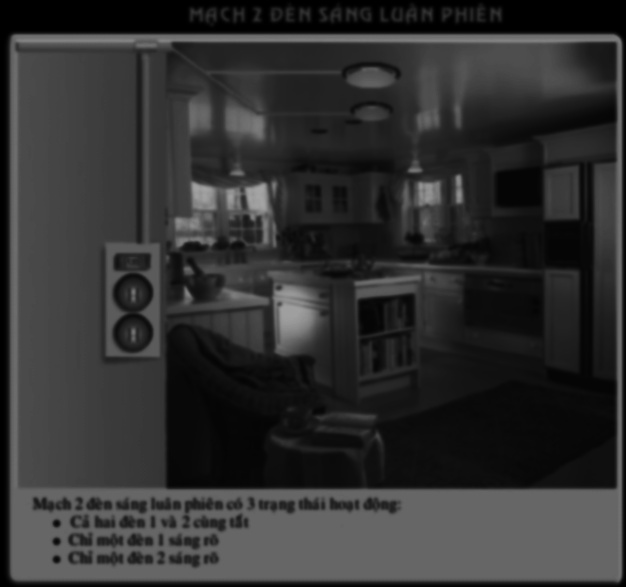 MẠCH 2 ĐÈN SÁNG LUÂN PHIÊN
Mạch 2 đèn sáng luân phiên có 3 trạng thái hoạt động:
● Cả hai đèn 1 và 2 cùng tắt
● Chỉ một đèn 1 sáng rõ
● Chỉ một đèn 2 sáng rõ